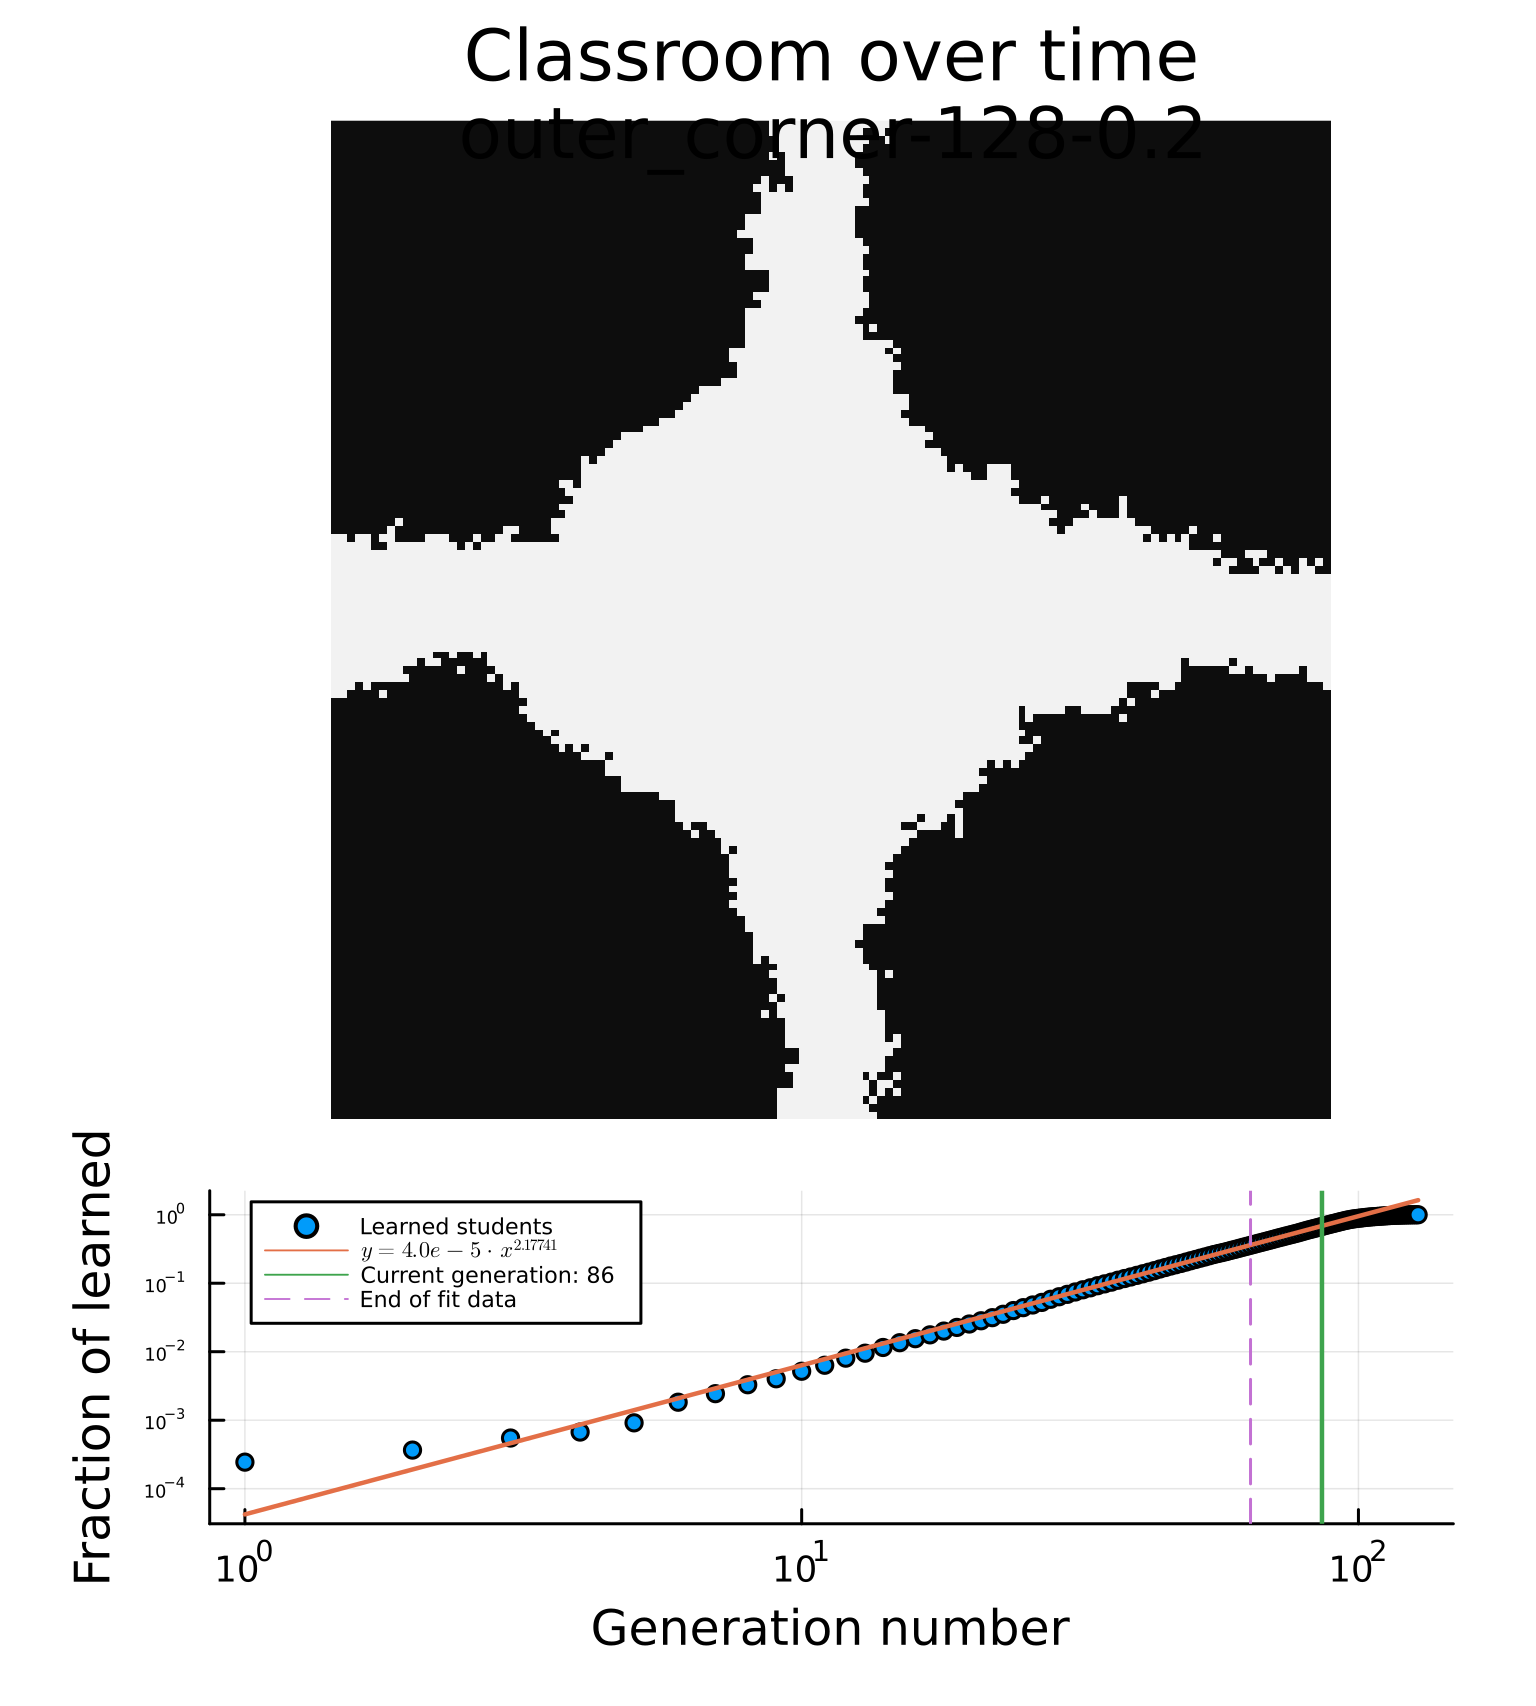 Classroom over time
outer_corner-128-0.2
Fraction of learned
10^0
10^-1
10^-2
10^-3
10^-4
Learned students
y = 4.0e − 5 · x^2.17741
Current generation: 86
End of fit data
10^0 10^1 10^2
Generation number